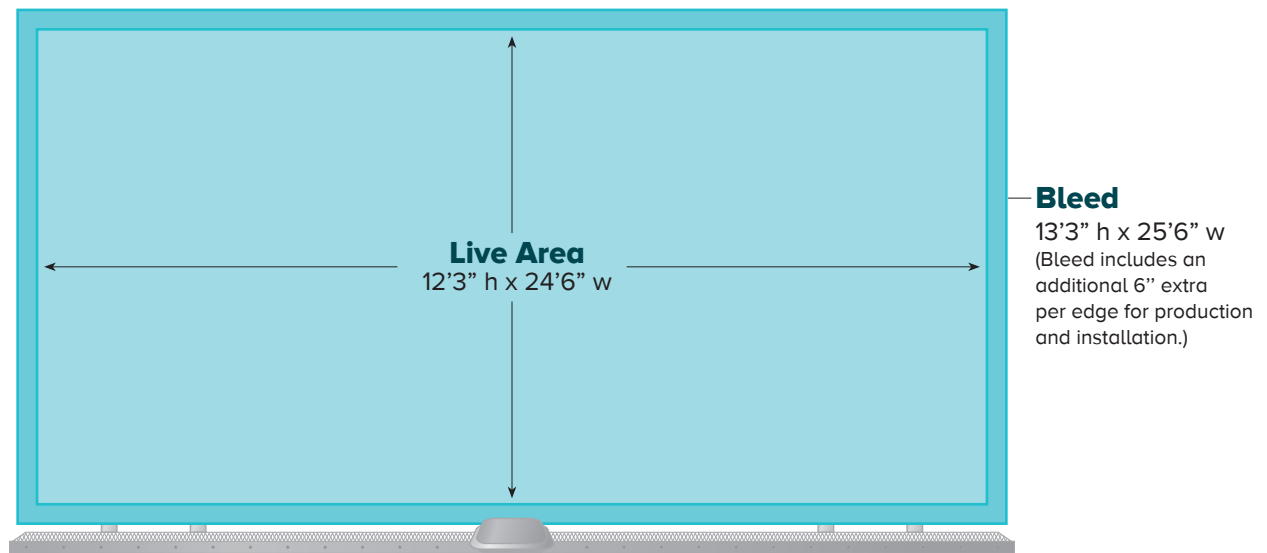 Live Area
12’3” h x 24’6” w
Bleed
13’3” h x 25’6” w
(Bleed includes an
additional 6’’ extra
per edge for production
and installation.)